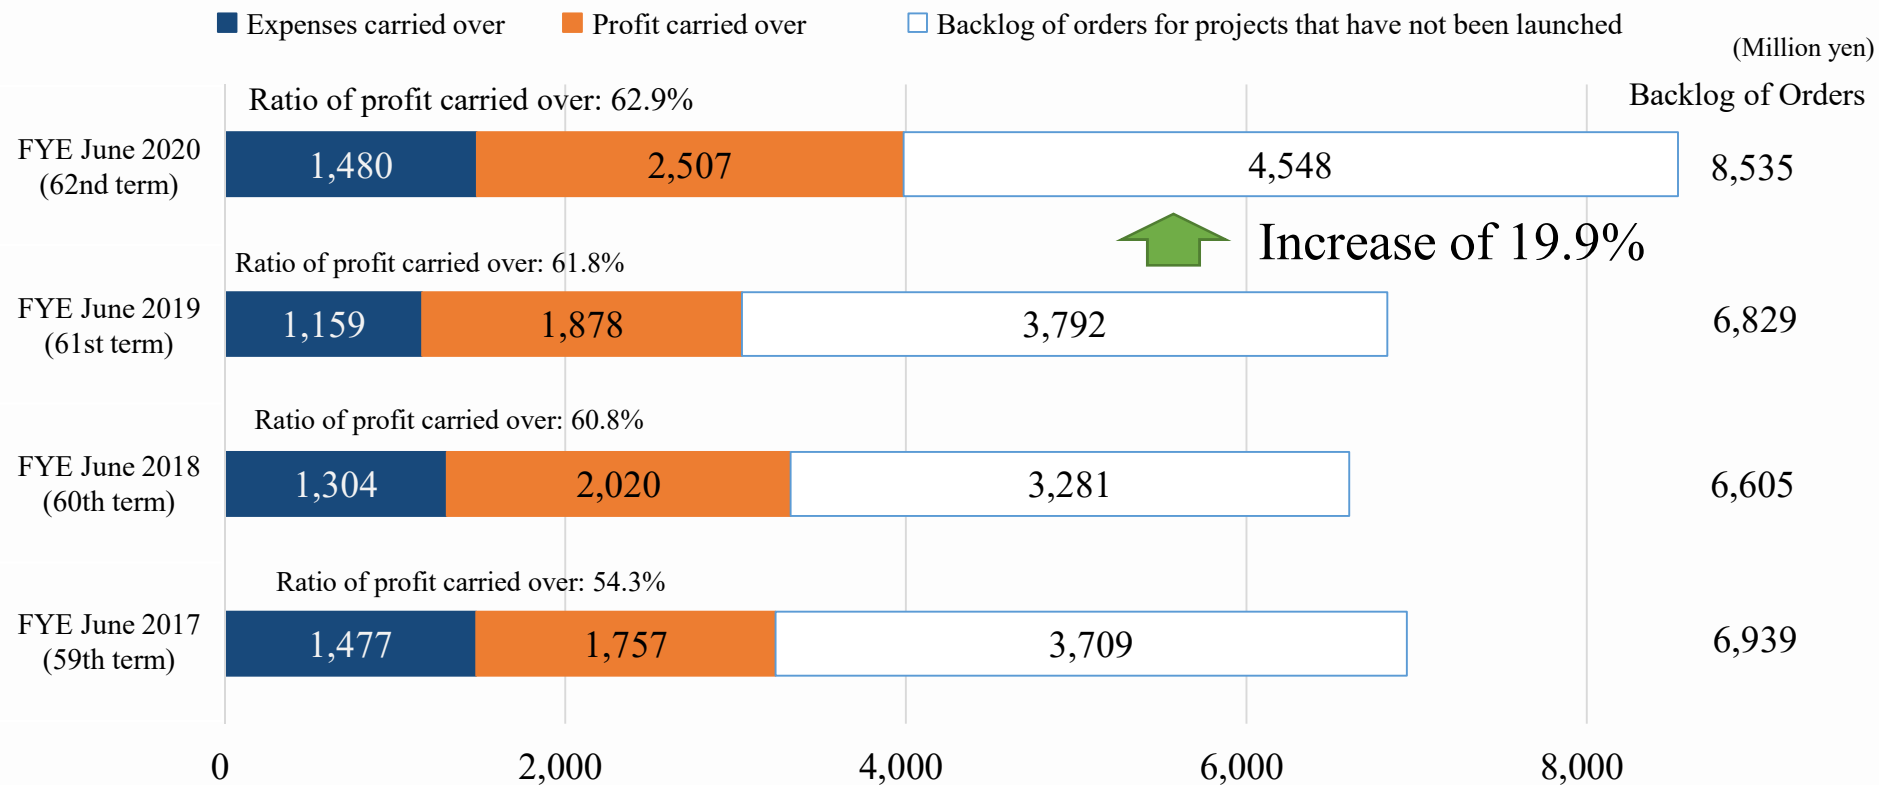 Expenses carried over
Profit carried over
Backlog of orders for projects that have not been launched
(Million yen)
Backlog of Orders
Ratio of profit carried over: 62.9%
FYE June 2020
(62nd term)
1,480
2,507
4,548
8,535
Increase of 19.9%
Ratio of profit carried over: 61.8%
FYE June 2019
(61st term)
1,159
1,878
3,792
6,829
Ratio of profit carried over: 60.8%
FYE June 2018
(60th term)
1,304
2,020
3,281
6,605
Ratio of profit carried over: 54.3%
FYE June 2017
(59th term)
1,477
1,757
3,709
6,939
0
2,000
4,000
6,000
8,000